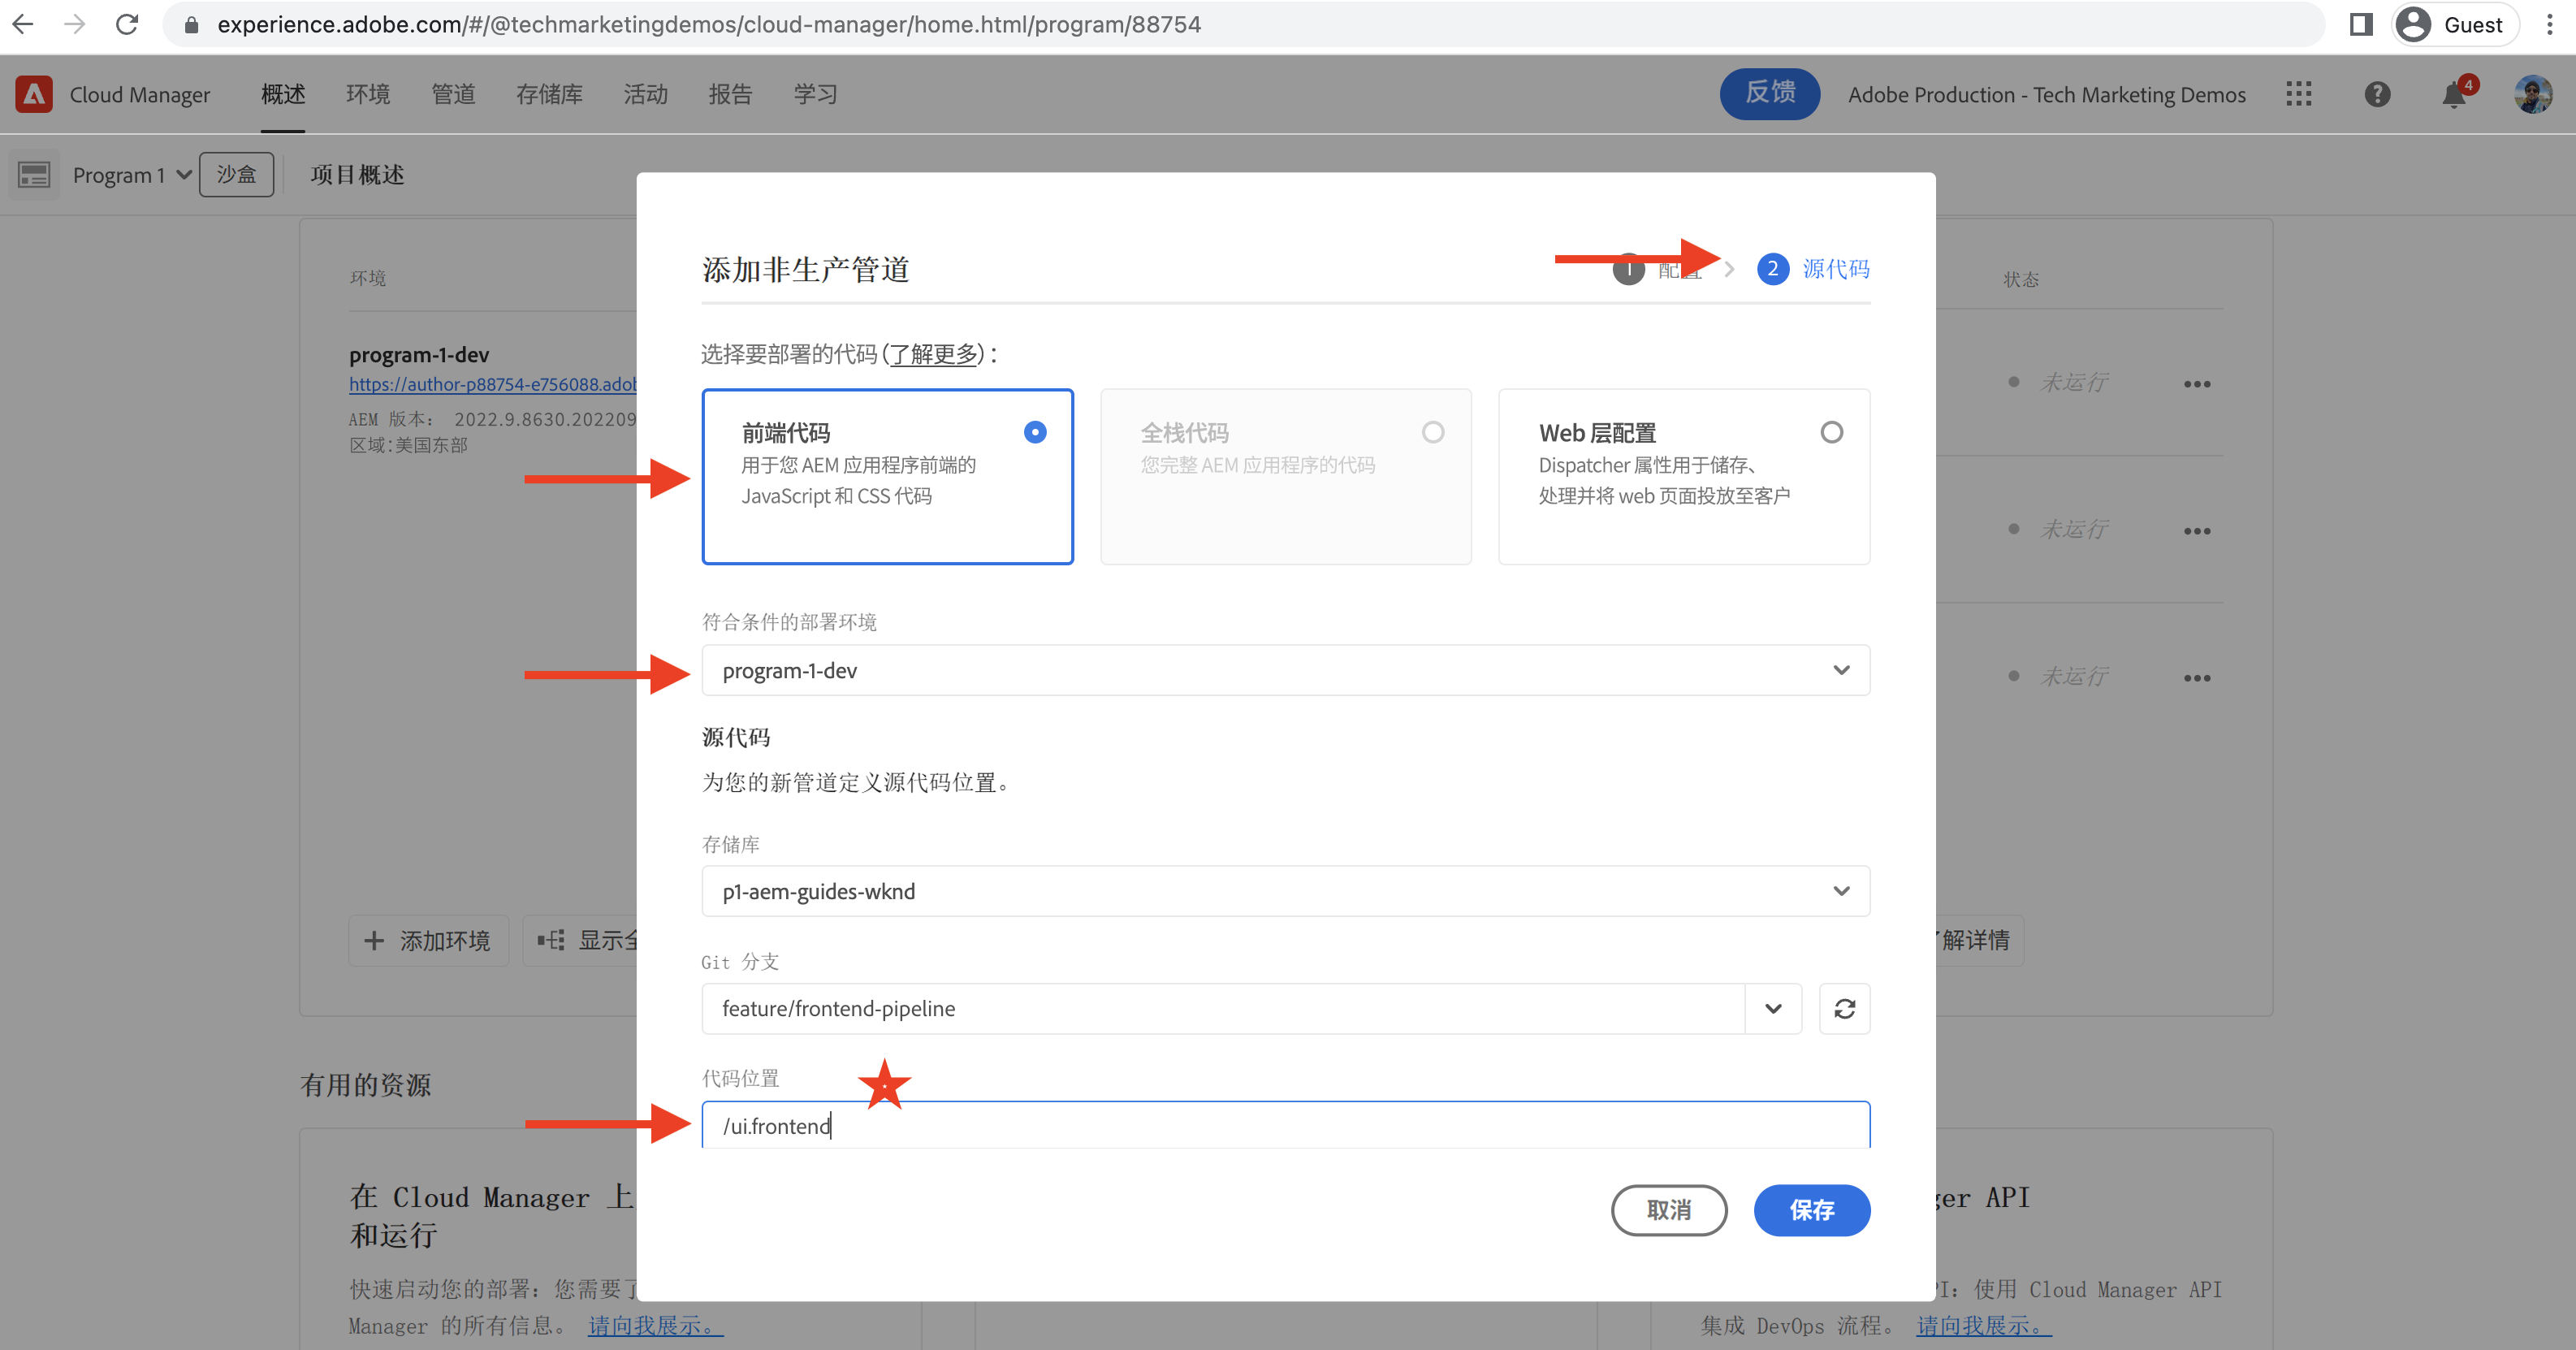 experience.adobe.com/#/@techmarketingdemos/cloud-manager/home.html/program/88754
Guest
Cloud Manager
概述
环境
管道
存储库
活动
报告
学习
反馈
Adobe Production - Tech Marketing Demos
4
Program 1
沙盒
项目概述
添加非生产管道
1 配置
2 源代码
环境
状态
选择要部署的代码(了解更多)：
program-1-dev
https://author-p88754-e756088.adob
AEM 版本： 2022.9.8630.202209
区域:美国东部
未运行
前端代码
用于您 AEM 应用程序前端的
JavaScript 和 CSS 代码
全栈代码
您完整 AEM 应用程序的代码
Web 层配置
Dispatcher 属性用于储存、
处理并将 web 页面投放至客户
未运行
符合条件的部署环境
program-1-dev
未运行
源代码
为您的新管道定义源代码位置。
存储库
p1-aem-guides-wknd
添加环境
显示全
解详情
Git 分支
feature/frontend-pipeline
代码位置
/ui.frontend
有用的资源
取消
保存
在 Cloud Manager 上
和运行
er API
快速启动您的部署：您需要了
Manager 的所有信息。 请向我展示。
PI：使用 Cloud Manager API
集成 DevOps 流程。 请向我展示。